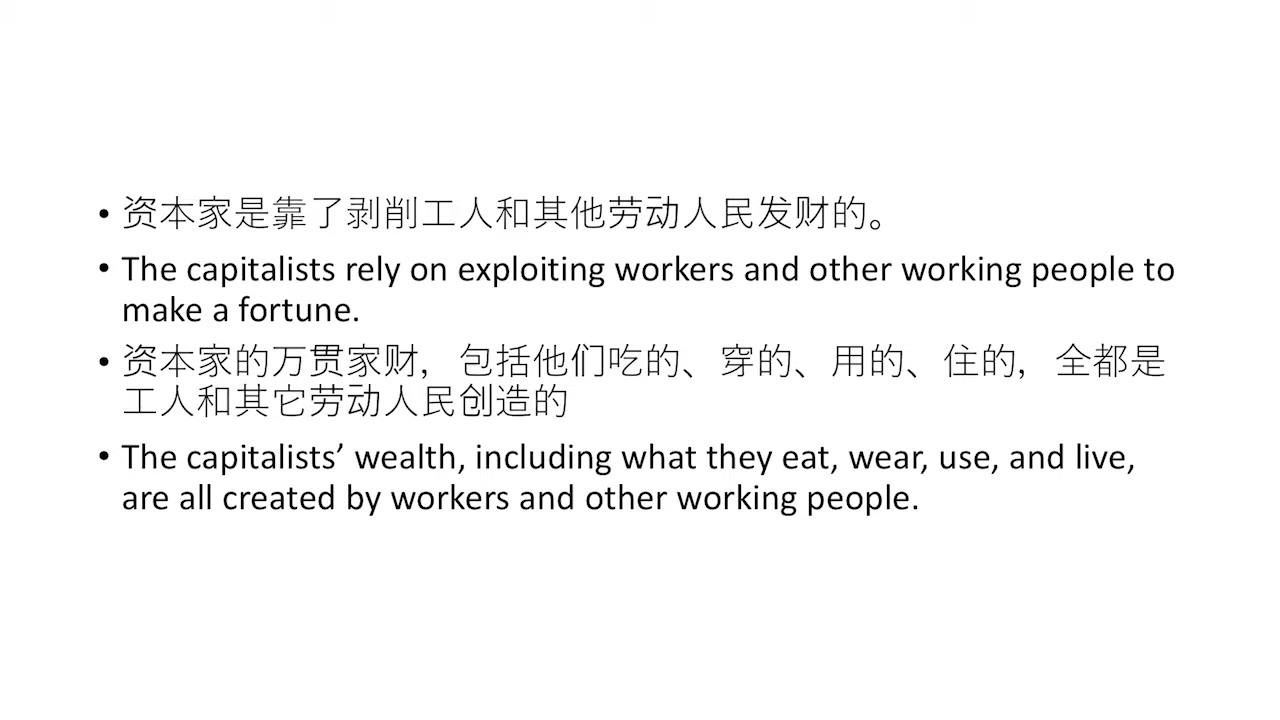 • 资本家是靠了剥削工人和其他劳动人民发财的。
• The capitalists rely on exploiting workers and other working people to
make a fortune.
• 资本家的万贯家财，包括他们吃的、穿的、用的、住的，全都是
工人和其它劳动人民创造的
• The capitalists’ wealth, including what they eat, wear, use, and live,
are all created by workers and other working people.